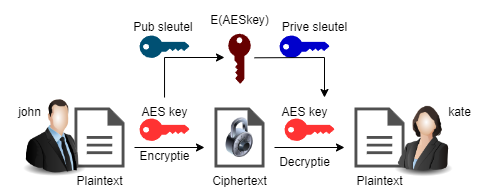 Pub sleutel
E(AESkey)
Prive sleutel
john
AES key
AES key
kate
Encryptie
Decryptie
Plaintext
Ciphertext
Plaintext